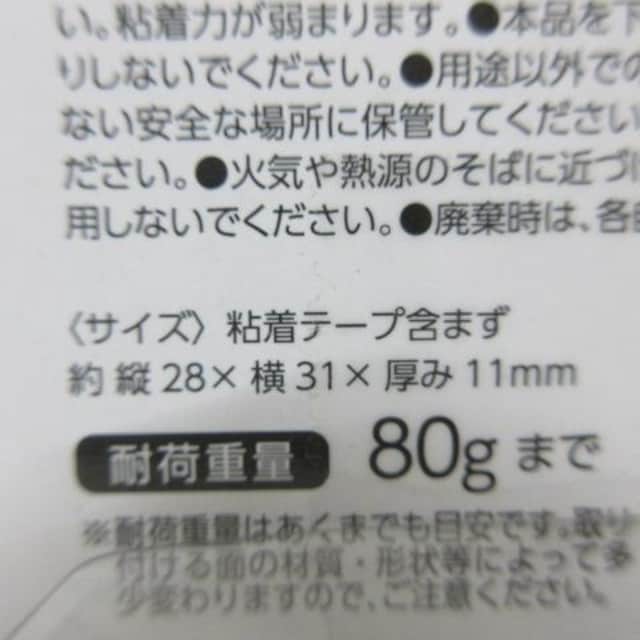 い。粘着力が弱まります。●本品を下
りしないでください。●用途以外での
ない安全な場所に保管してください
ださい。●火気や熱源のそばに近づけ
用しないでください。●廃棄時は、各
〈サイズ〉粘着テープ含まず
約 縦 28× 横 31× 厚み 11mm
耐荷重量 80g まで
※耐荷重量はあくまでも目安です。取り
付ける面の材質・形状等によって多
少変わりますので、ご注意ください。